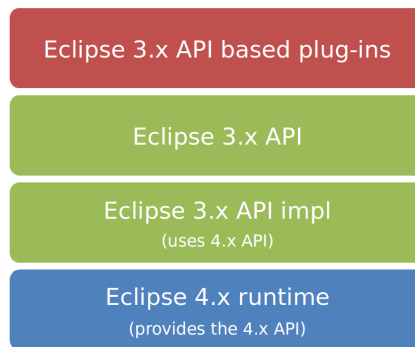 Eclipse 3.x API based plug-ins
Eclipse 3.x API
Eclipse 3.x API impl
(uses 4.x API)
Eclipse 4.x runtime
(provides the 4.x API)